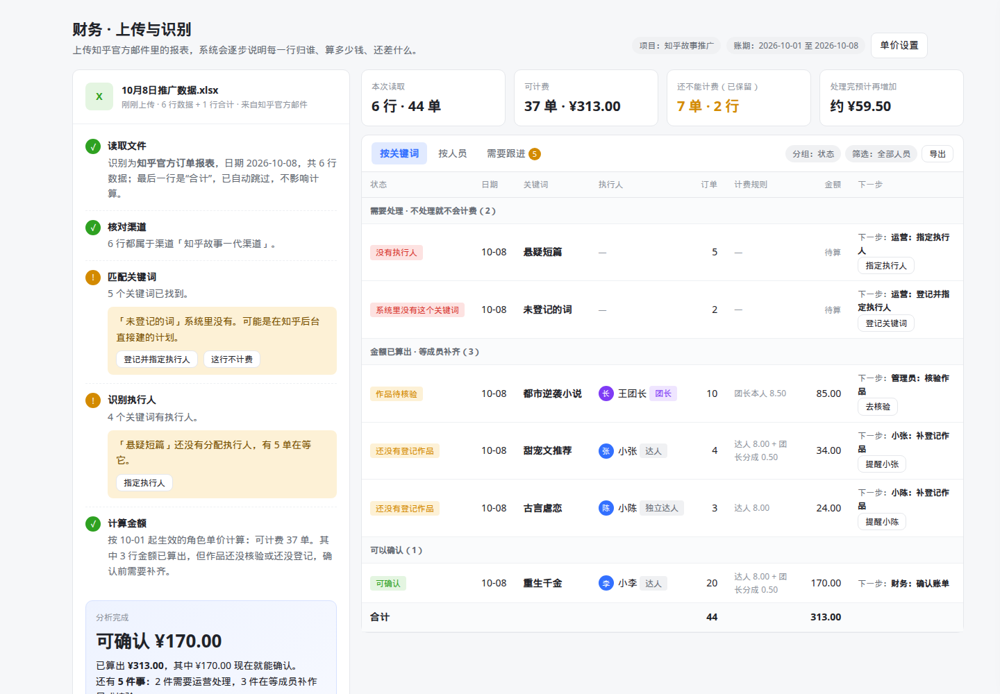 财务 · 上传与识别
上传知乎官方邮件里的报表，系统会逐步说明每一行归谁、算多少钱、还差什么。
项目：知乎故事推广
账期：2026-10-01 至 2026-10-08
单价设置
X
10月8日推广数据.xlsx
刚刚上传 · 6 行数据 + 1 行合计 · 来自知乎官方邮件
√
读取文件
识别为知乎官方订单报表，日期 2026-10-08，共 6 行
数据；最后一行是“合计”，已自动跳过，不影响计
算。
√
核对渠道
6 行都属于渠道「知乎故事一代渠道」。
!
匹配关键词
5 个关键词已找到。
「未登记的词」系统里没有。可能是在知乎后台
直接建的计划。
登记并指定执行人
这行不计费
!
识别执行人
4 个关键词有执行人。
「悬疑短篇」还没有分配执行人，有 5 单在等
它。
指定执行人
√
计算金额
按 10-01 起生效的角色单价计算：可计费 37 单。其
中 3 行金额已算出，但作品还没核验或还没登记，确
认前需要补齐。
分析完成
可确认 ¥170.00
已算出 ¥313.00，其中 ¥170.00 现在就能确认。
还有 5 件事：2 件需要运营处理，3 件在等成员补作
本次读取
6 行 · 44 单
可计费
37 单 · ¥313.00
还不能计费（已保留）
7 单 · 2 行
处理完预计再增加
约 ¥59.50
按关键词
按人员
需要跟进 5
分组：状态
筛选：全部人员
导出
状态 日期 关键词 执行人 订单 计费规则 金额 下一步
需要处理 · 不处理就不会计费（2）
没有执行人 10-08 悬疑短篇 — 5 — 待算 下一步：运营：指定执行
人
指定执行人
系统里没有这个关键词 10-08 未登记的词 — 2 — 待算 下一步：运营：登记并指
定执行人
登记关键词
金额已算出 · 等成员补齐（3）
作品待核验 10-08 都市逆袭小说 长 王团长 团长 10 团长本人 8.50 85.00 下一步：管理员：核验作
品
去核验
还没有登记作品 10-08 甜宠文推荐 张 小张 达人 4 达人 8.00 + 团
长分成 0.50 34.00 下一步：小张：补登记作
品
提醒小张
还没有登记作品 10-08 古言虐恋 陈 小陈 独立达人 3 达人 8.00 24.00 下一步：小陈：补登记作
品
提醒小陈
可以确认（1）
可确认 10-08 重生千金 李 小李 达人 20 达人 8.00 + 团
长分成 0.50 170.00 下一步：财务：确认账单
合计 44 313.00